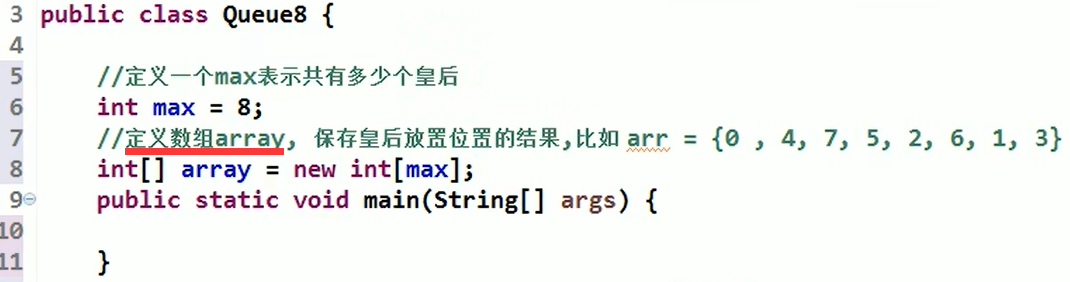 3 public class Queue8 {
4
5 //定义一个max表示共有多少个皇后
6 int max = 8;
7 //定义数组array, 保存皇后放置位置的结果,比如 arr = {0 , 4, 7, 5, 2, 6, 1, 3}
8 int[] array = new int[max];
9 public static void main(String[] args) {
10
11 }